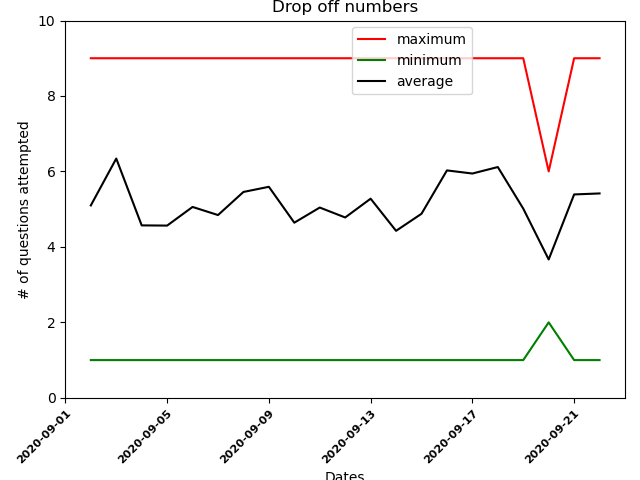 Drop off numbers
10
8
6
4
2
0
# of questions attempted
maximum
minimum
average
2020-09-01
2020-09-05
2020-09-09
2020-09-13
2020-09-17
2020-09-21
Dates